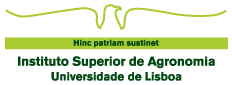 Hinc patriam sustinet
Instituto Superior de Agronomia
Universidade de Lisboa